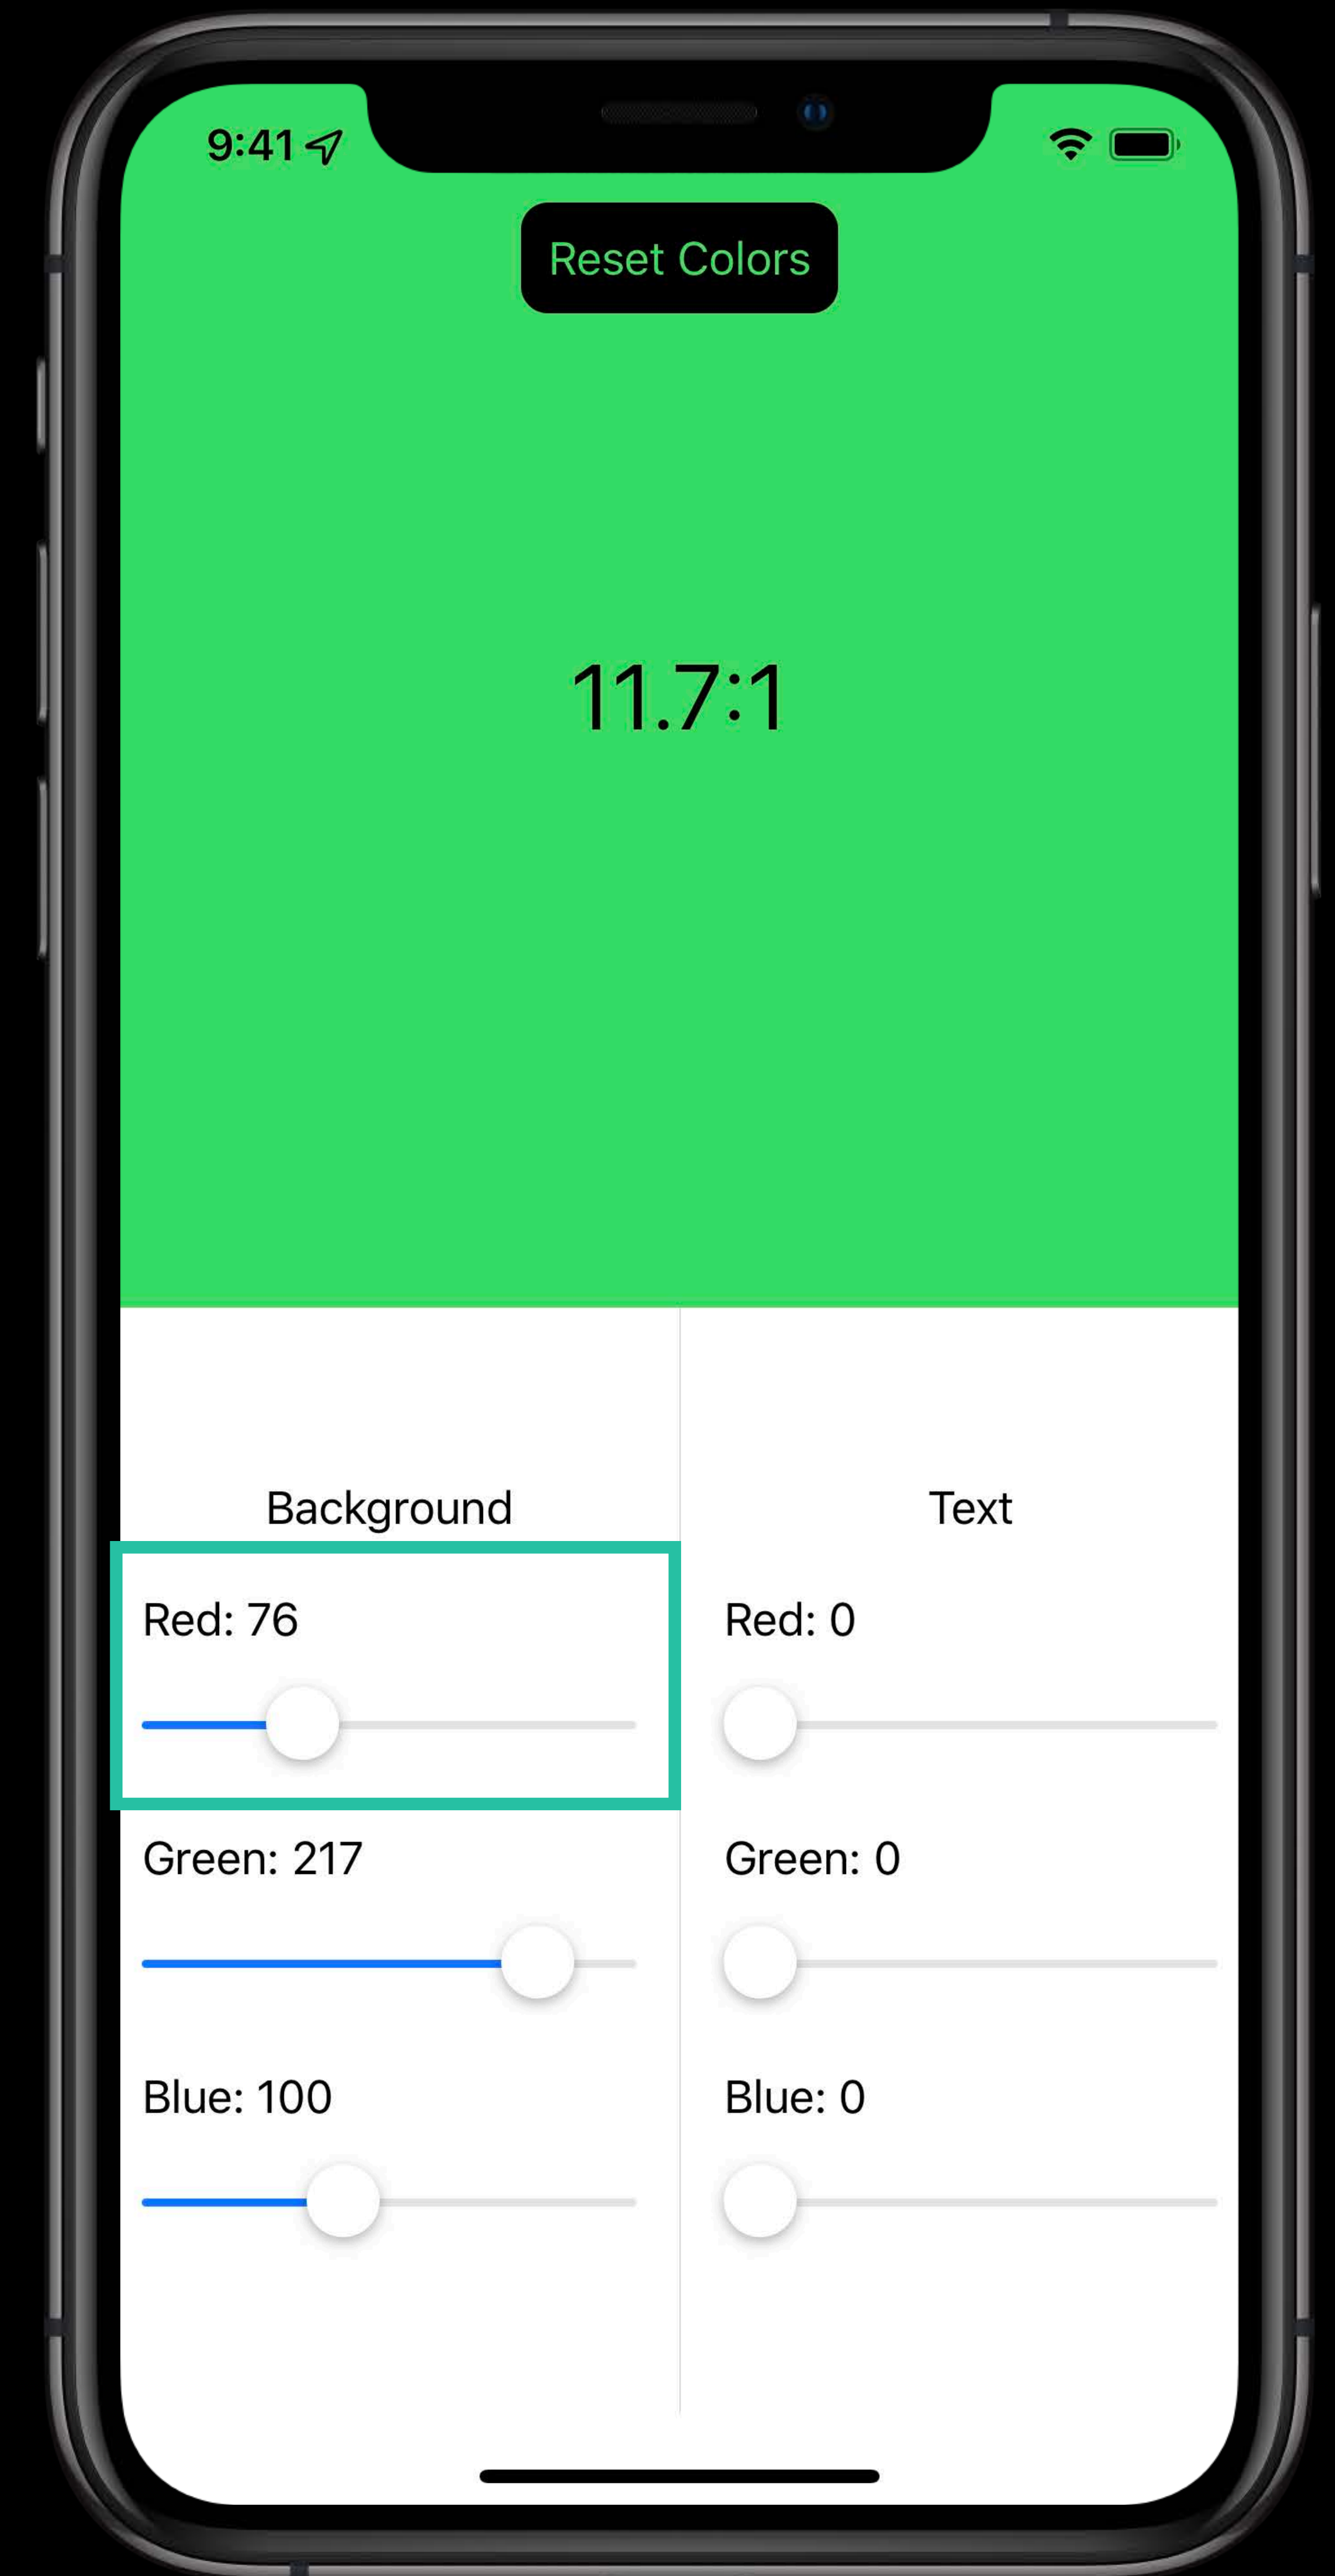 9:41
Reset Colors
11.7:1
Background
Text
Red: 76
Red: 0
Green: 217
Green: 0
Blue: 100
Blue: 0